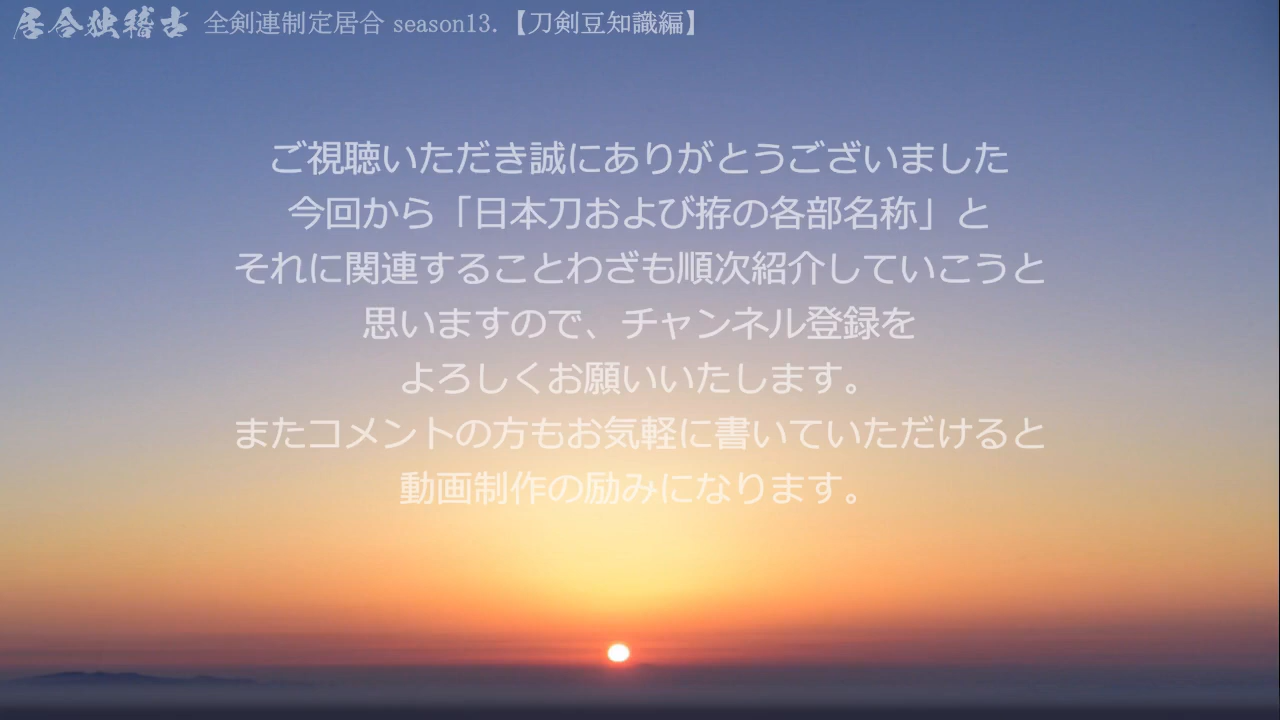 居合独稽古 全剣連制定居合 season13.【刀剣豆知識編】
ご視聴いただき誠にありがとうございました
今回から「日本刀および拵の各部名称」と
それに関連することわざも順次紹介していこうと
思いますので、チャンネル登録を
よろしくお願いいたします。
またコメントの方もお気軽に書いていただけると
動画制作の励みになります。